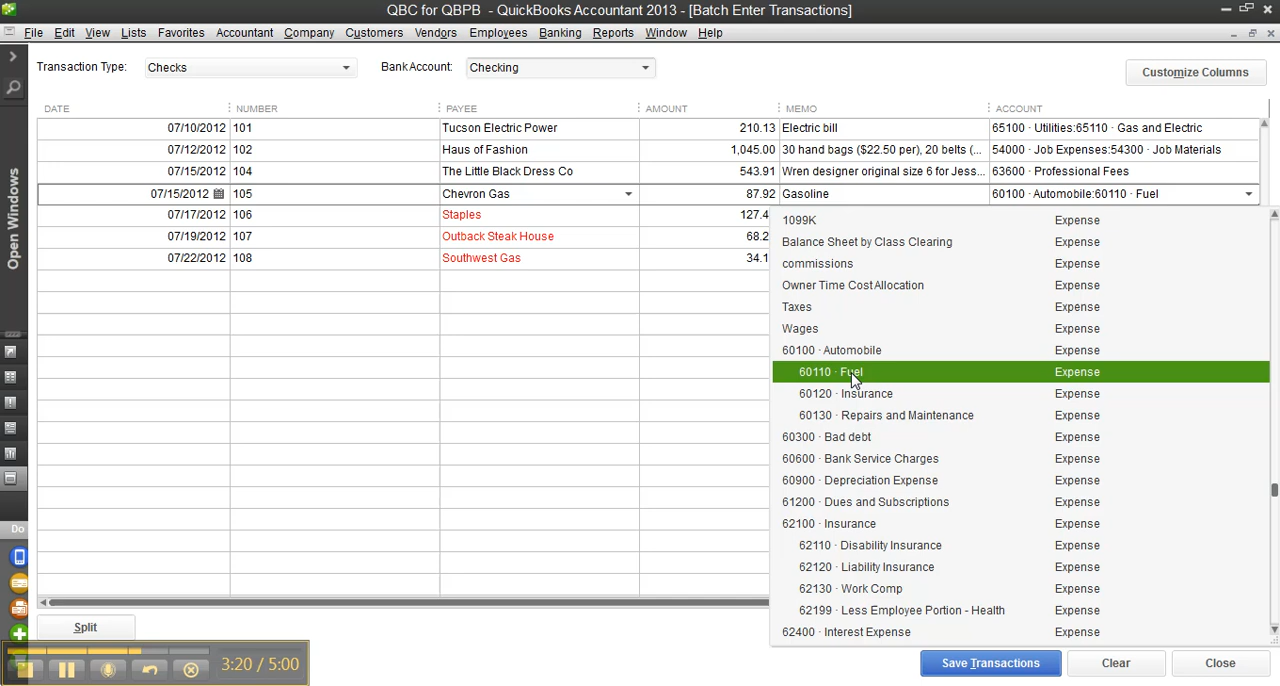 QBC for QBPB - QuickBooks Accountant 2013 - [Batch Enter Transactions]
File Edit View Lists Favorites Accountant Company Customers Vendors Employees Banking Reports Window Help
Transaction Type: Checks Bank Account: Checking Customize Columns
DATE NUMBER PAYEE AMOUNT MEMO ACCOUNT
07/10/2012 101 Tucson Electric Power 210.13 Electric bill 65100 · Utilities:65110 · Gas and Electric
07/12/2012 102 Haus of Fashion 1,045.00 30 hand bags ($22.50 per), 20 belts (... 54000 · Job Expenses:54300 · Job Materials
07/15/2012 104 The Little Black Dress Co 543.91 Wren designer original size 6 for Jess... 63600 · Professional Fees
07/15/2012 105 Chevron Gas 87.92 Gasoline 60100 · Automobile:60110 · Fuel
07/17/2012 106 Staples 127.4
07/19/2012 107 Outback Steak House 68.2
07/22/2012 108 Southwest Gas 34.1
1099K Expense
Balance Sheet by Class Clearing Expense
commissions Expense
Owner Time Cost Allocation Expense
Taxes Expense
Wages Expense
60100 · Automobile Expense
60110 · Fuel Expense
60120 · Insurance Expense
60130 · Repairs and Maintenance Expense
60300 · Bad debt Expense
60600 · Bank Service Charges Expense
60900 · Depreciation Expense Expense
61200 · Dues and Subscriptions Expense
62100 · Insurance Expense
62110 · Disability Insurance Expense
62120 · Liability Insurance Expense
62130 · Work Comp Expense
62199 · Less Employee Portion - Health Expense
62400 · Interest Expense Expense
Open Windows
Do
Split
3:20 / 5:00
Save Transactions Clear Close